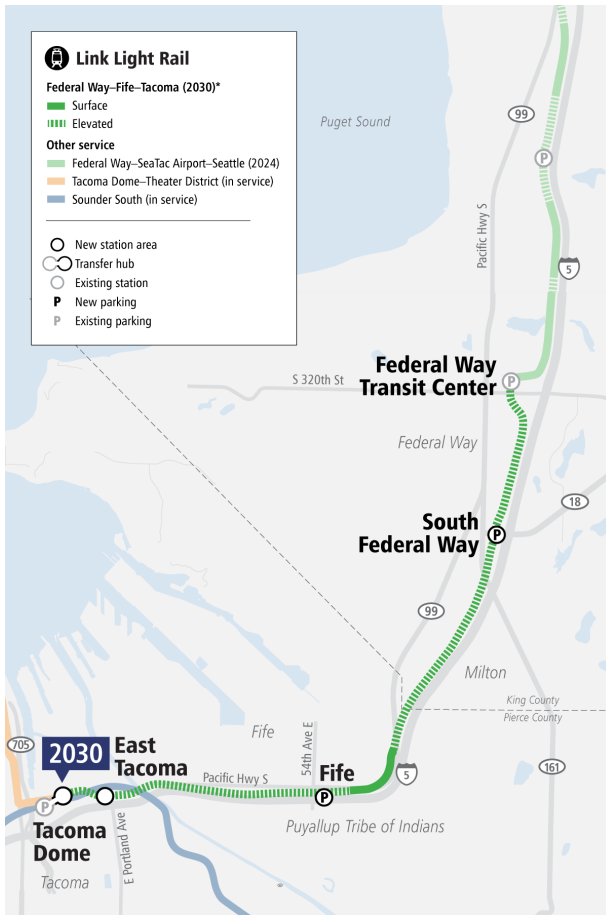 Link Light Rail
Federal Way–Fife–Tacoma (2030)*
Surface
Elevated
Other service
Federal Way–SeaTac Airport–Seattle (2024)
Tacoma Dome–Theater District (in service)
Sounder South (in service)
New station area
Transfer hub
Existing station
P New parking
P Existing parking
Puget Sound
99
P
Pacific Hwy S
5
Federal Way
Transit Center
P
S 320th St
Federal Way
18
South
Federal Way
P
99
Milton
King County
Pierce County
Fife
54th Ave E
705
2030
East
Tacoma
Pacific Hwy S
Fife
5
161
P
P
Tacoma
Dome
E Portland Ave
Puyallup Tribe of Indians
Tacoma